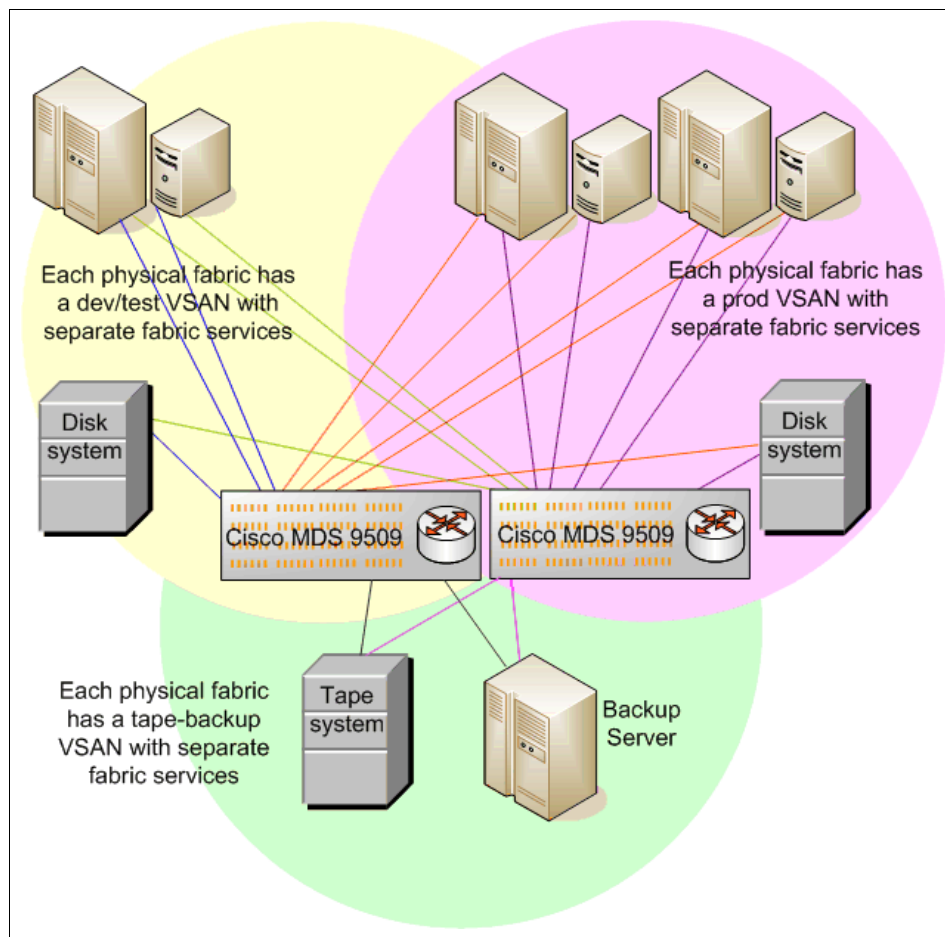 Each physical fabric has
a dev/test VSAN with
separate fabric services
Each physical fabric has
a prod VSAN with
separate fabric services
Disk
system
Disk
system
Cisco MDS 9509
Cisco MDS 9509
Each physical fabric
has a tape-backup
VSAN with separate
fabric services
Tape
system
Backup
Server